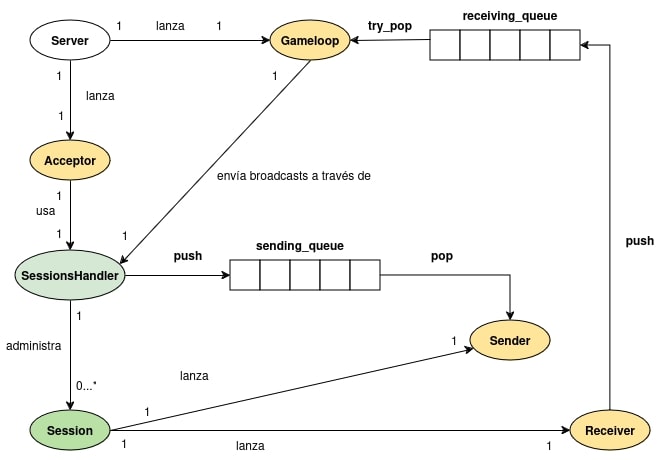 receiving_queue
1
lanza
1
try_pop
Server
Gameloop
1
1
lanza
1
Acceptor
envía broadcasts a través de
1
usa
1
1
push
sending_queue
push
pop
SessionsHandler
1
administra
1
Sender
lanza
0...*
1
Session
Receiver
1
lanza
1